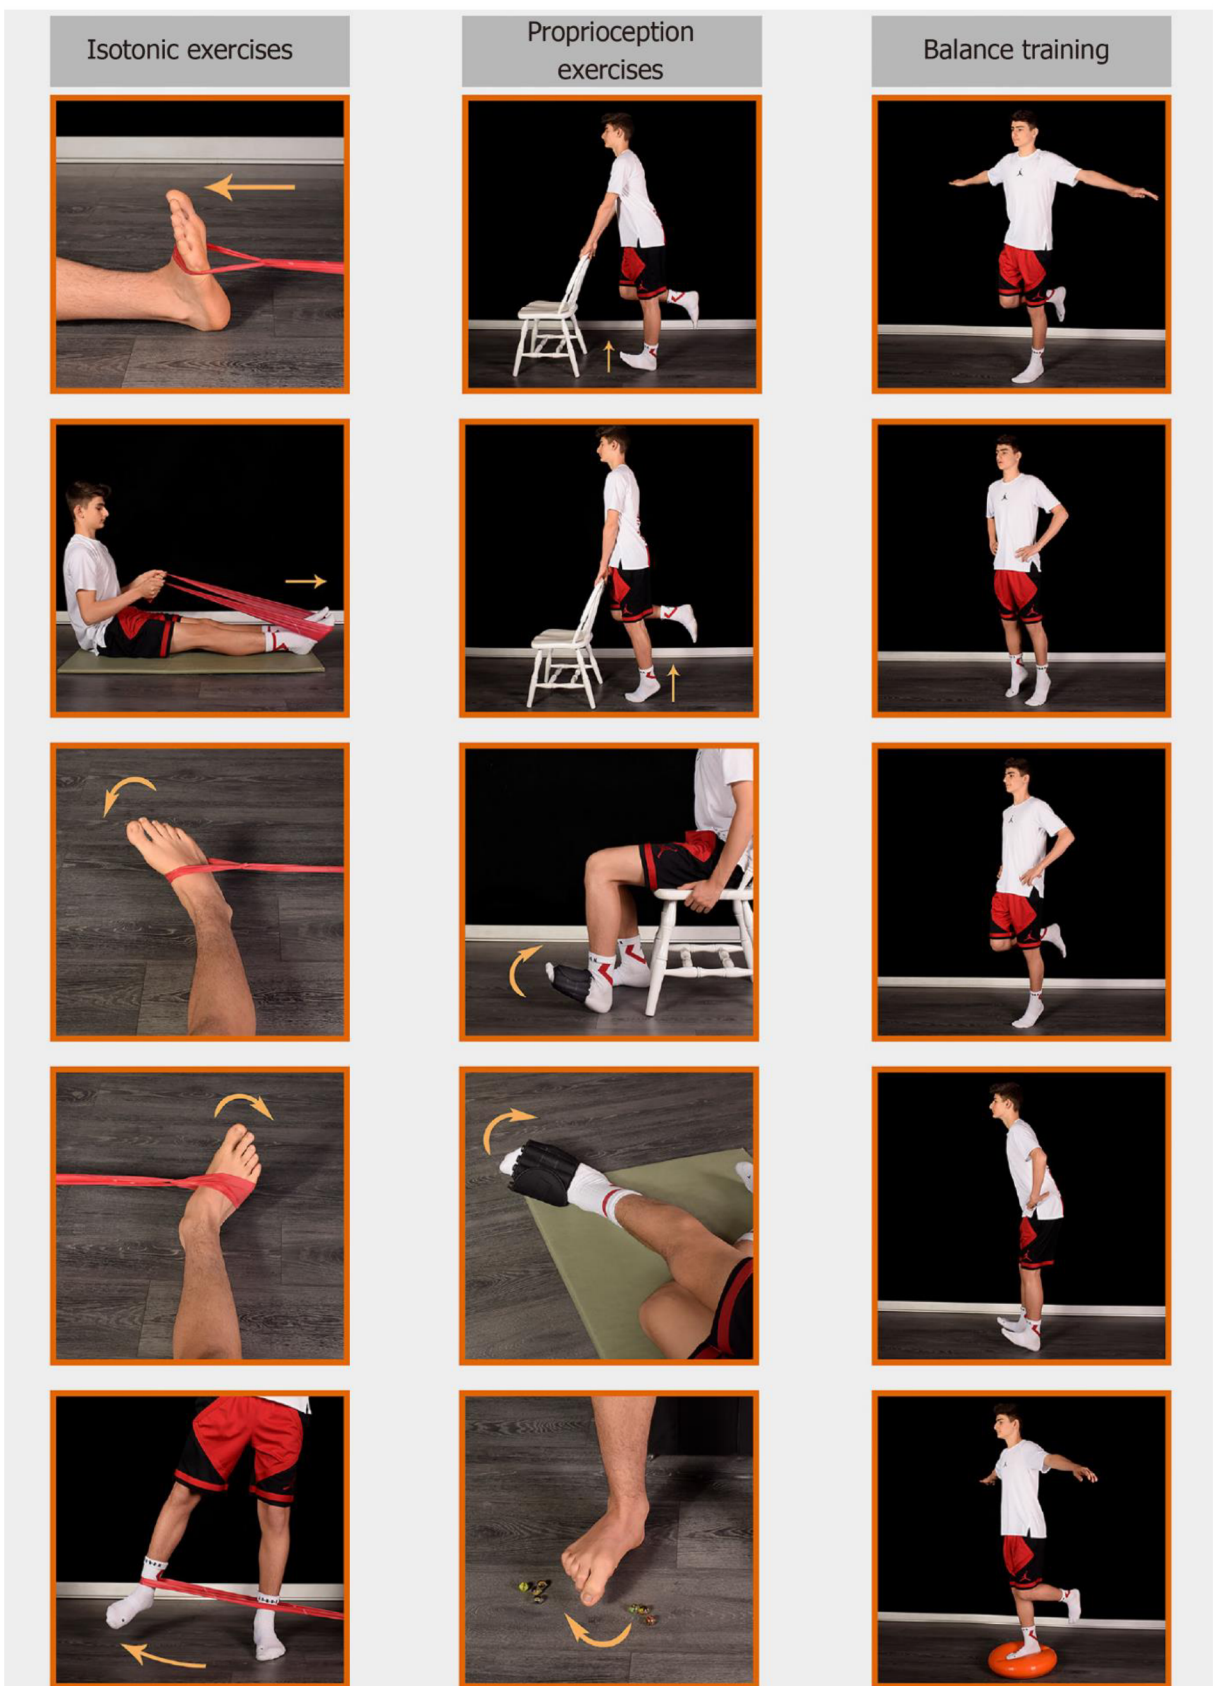 Isotonic exercises
Proprioception
exercises
Balance training